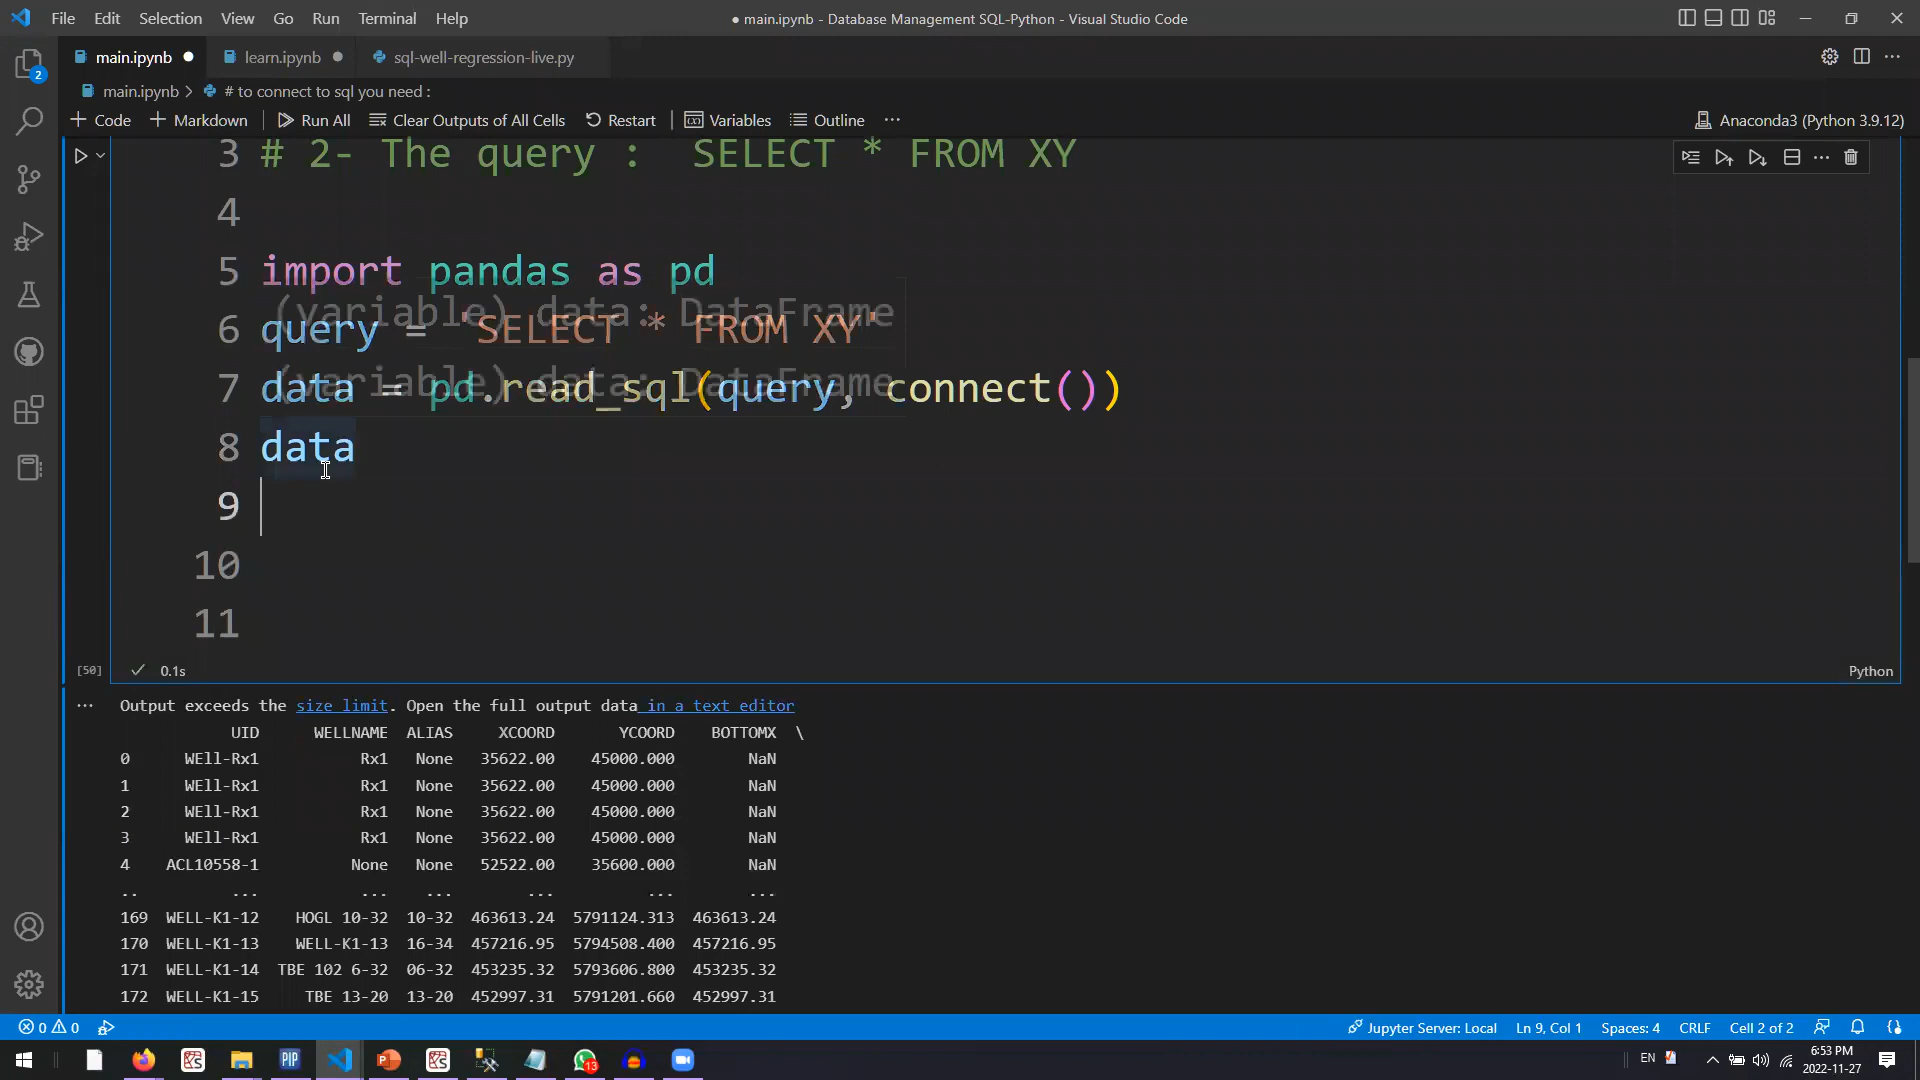 File Edit Selection View Go Run Terminal Help
● main.ipynb - Database Management SQL-Python - Visual Studio Code
main.ipynb learn.ipynb sql-well-regression-live.py
main.ipynb > # to connect to sql you need :
+ Code + Markdown Run All Clear Outputs of All Cells Restart Variables Outline ...
Anaconda3 (Python 3.9.12)
2
3 # 2- The query : SELECT * FROM XY
4
5 import pandas as pd
(variable) data: DataFrame
6 query = 'SELECT * FROM XY'
(variable) data: DataFrame
7 data = pd.read_sql(query, connect())
8 data
9
10
11
[50] 0.1s Python
... Output exceeds the size limit. Open the full output data in a text editor
UID WELLNAME ALIAS XCOORD YCOORD BOTTOMX \
0 WEll-Rx1 Rx1 None 35622.00 45000.000 NaN
1 WEll-Rx1 Rx1 None 35622.00 45000.000 NaN
2 WEll-Rx1 Rx1 None 35622.00 45000.000 NaN
3 WEll-Rx1 Rx1 None 35622.00 45000.000 NaN
4 ACL10558-1 None None 52522.00 35600.000 NaN
.. ... ... ... ... ... ...
169 WELL-K1-12 HOGL 10-32 10-32 463613.24 5791124.313 463613.24
170 WELL-K1-13 WELL-K1-13 16-34 457216.95 5794508.400 457216.95
171 WELL-K1-14 TBE 102 6-32 06-32 453235.32 5793606.800 453235.32
172 WELL-K1-15 TBE 13-20 13-20 452997.31 5791201.660 452997.31
0 0 Jupyter Server: Local Ln 9, Col 1 Spaces: 4 CRLF Cell 2 of 2
PIP 13 EN 6:53 PM
2022-11-27